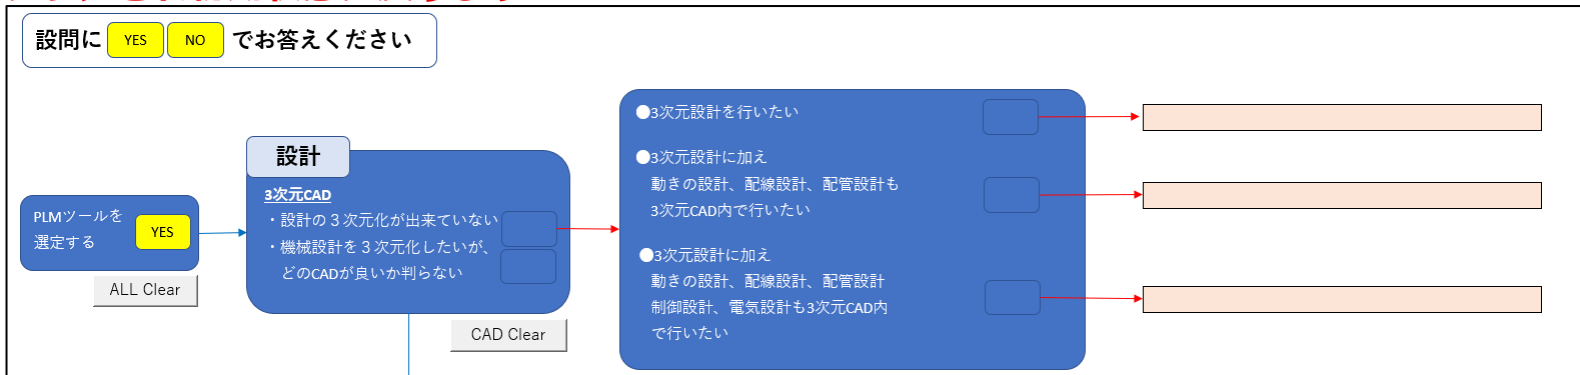 設問に YES NO でお答えください
PLMツールを
選定する
YES
ALL Clear
設計
3次元CAD
・設計の３次元化が出来ていない
・機械設計を３次元化したいが、
どのCADが良いか判らない
CAD Clear
●3次元設計を行いたい
●3次元設計に加え
動きの設計、配線設計、配管設計も
3次元CAD内で行いたい
●3次元設計に加え
動きの設計、配線設計、配管設計
制御設計、電気設計も3次元CAD内
で行いたい